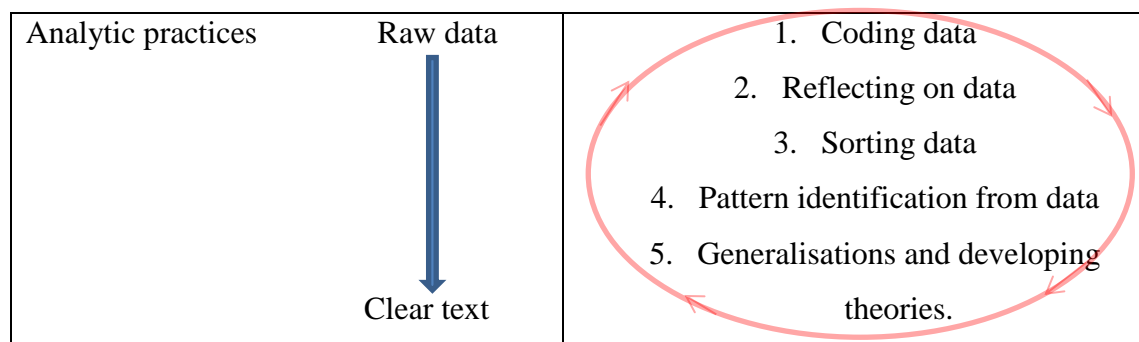 Analytic practices Raw data
Clear text
1. Coding data
2. Reflecting on data
3. Sorting data
4. Pattern identification from data
5. Generalisations and developing
theories.